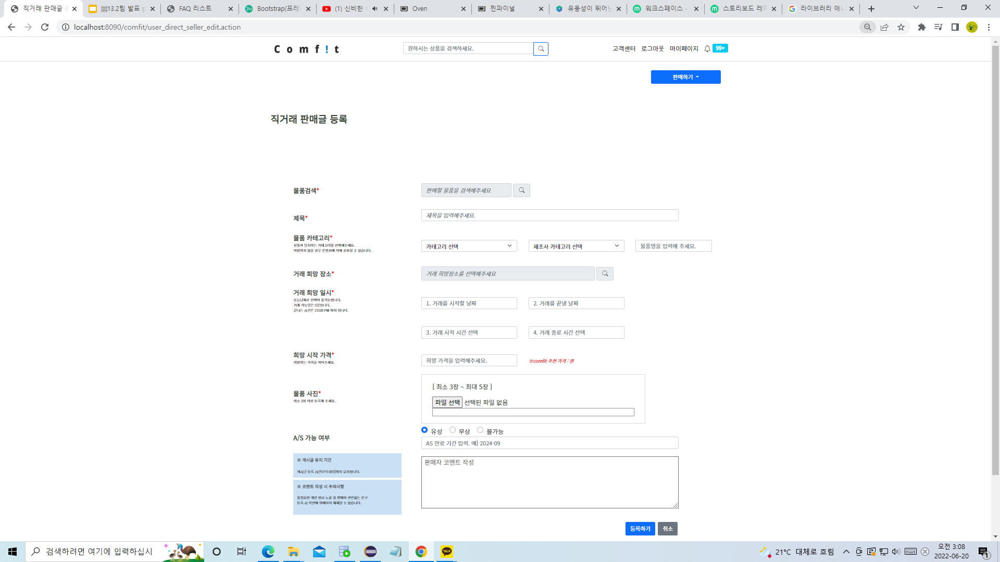 직거래 판매글
▒▒13.2팀 발표
FAQ 리스트
Bootstrap(프레
(1) 신비한
Oven
찐파이널
유용성이 뛰어난
워크스페이스 -
스토리보드 레이
라이브러리 애니
localhost:8090/comfit/user_direct_seller_edit.action
Comf!t
원하시는 상품을 검색하세요.
고객센터 로그아웃 마이페이지 99+
판매하기
직거래 판매글 등록
물품검색*
판매할 물품을 검색해주세요
제목*
제목을 입력해주세요.
물품 카테고리*
상품과 일치하는 카테고리를 선택해주세요.
적합하지 않을 경우 운영자에 의해 조정될 수 있습니다.
카테고리 선택
제조사 카테고리 선택
물품명을 입력해 주세요.
거래 희망 장소*
거래 희망장소를 선택해주세요
거래 희망 일시*
오늘날짜로 선택이 불가능합니다.
거래 가능일은 5일입니다.
끝나는 시간은 23:00 PM 까지 입니다.
1. 거래를 시작할 날짜
2. 거래를 끝낼 날짜
3. 거래 시작 시간 선택
4. 거래 종료 시간 선택
희망 시작 가격*
희망하는 가격을 적어주세요.
희망 가격을 입력해주세요.
※comfit 추천 가격 : 원
물품 사진*
최소 3장 이상 등록해 주세요.
[ 최소 3장 ~ 최대 5장 ]
파일 선택 선택된 파일 없음
A/S 가능 여부
유상 무상 불가능
AS 만료 기간 입력. 예) 2024-09
※ 게시글 유지 기간
게시글 등록 시간부터 00일까지 유지됩니다.
※ 코멘트 작성 시 주의사항
불필요한 개인 정보 노출 및 판매와 관련없는 문구
등록 시 약관에 위배되어 제재될 수 있습니다.
판매자 코멘트 작성
등록하기
취소
검색하려면 여기에 입력하십시
TALK
21°C 대체로 흐림
오전 3:08
2022-06-20
1